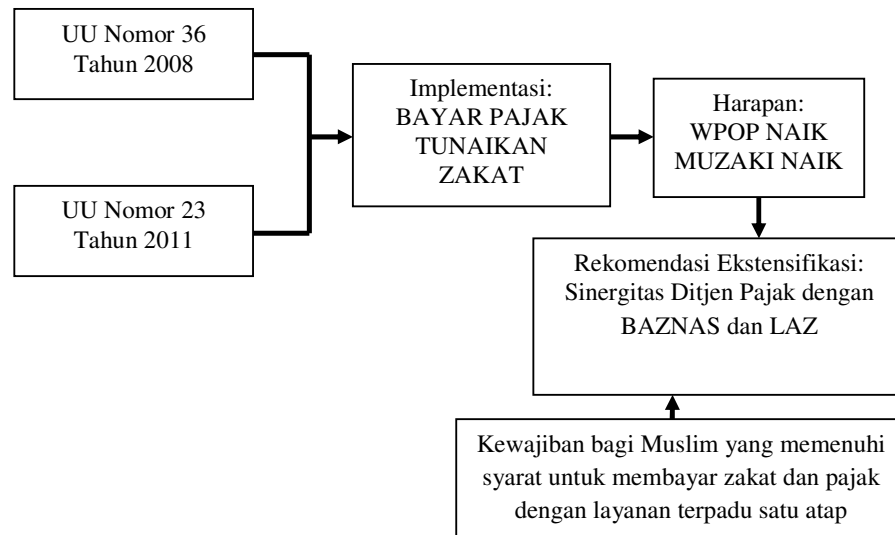 UU Nomor 36
Tahun 2008
Implementasi:
BAYAR PAJAK
TUNAIKAN
ZAKAT
Harapan:
WPOP NAIK
MUZAKI NAIK
UU Nomor 23
Tahun 2011
Rekomendasi Ekstensifikasi:
Sinergitas Ditjen Pajak dengan
BAZNAS dan LAZ
Kewajiban bagi Muslim yang memenuhi
syarat untuk membayar zakat dan pajak
dengan layanan terpadu satu atap